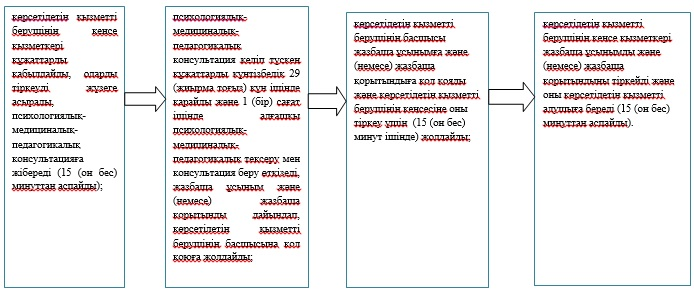 көрсетілетін қызметті
берушінің кеңсе
қызметкері
құжаттарды
қабылдайды, оларды
тіркеуді жүзеге
асырады,
психологиялық-
медициналық-
педагогикалық
консультацияға
жібереді (15 (он бес)
минуттан аспайды);
психологиялық-
медициналық-
педагогикалық
консультация келіп түскен
құжаттарды күнтізбелік 29
(жиырма тоғыз) күн ішінде
қарайды және 1 (бір) сағат
ішінде алғашқы
психологиялық-
медициналық-
педагогикалық тексеру мен
консультация беру өткізеді,
жазбаша ұсыным және
(немесе) жазбаша
қорытынды дайындап,
көрсетілетін қызметті
берушінің басшысына қол
қоюға жолдайды;
көрсетілетін қызметті
берушінің басшысы
жазбаша ұсынымға және
(немесе) жазбаша
қорытындыға қол қояды
және көрсетілетін қызметті
берушінің кеңсесіне оны
тіркеу үшін (15 (он бес)
минут ішінде) жолдайды;
көрсетілетін қызметті
берушінің кеңсе қызметкері
жазбаша ұсынымды және
(немесе) жазбаша
қорытындыны тіркейді және
оны көрсетілетін қызметті
алушыға береді (15 (он бес)
минуттан аспайды).